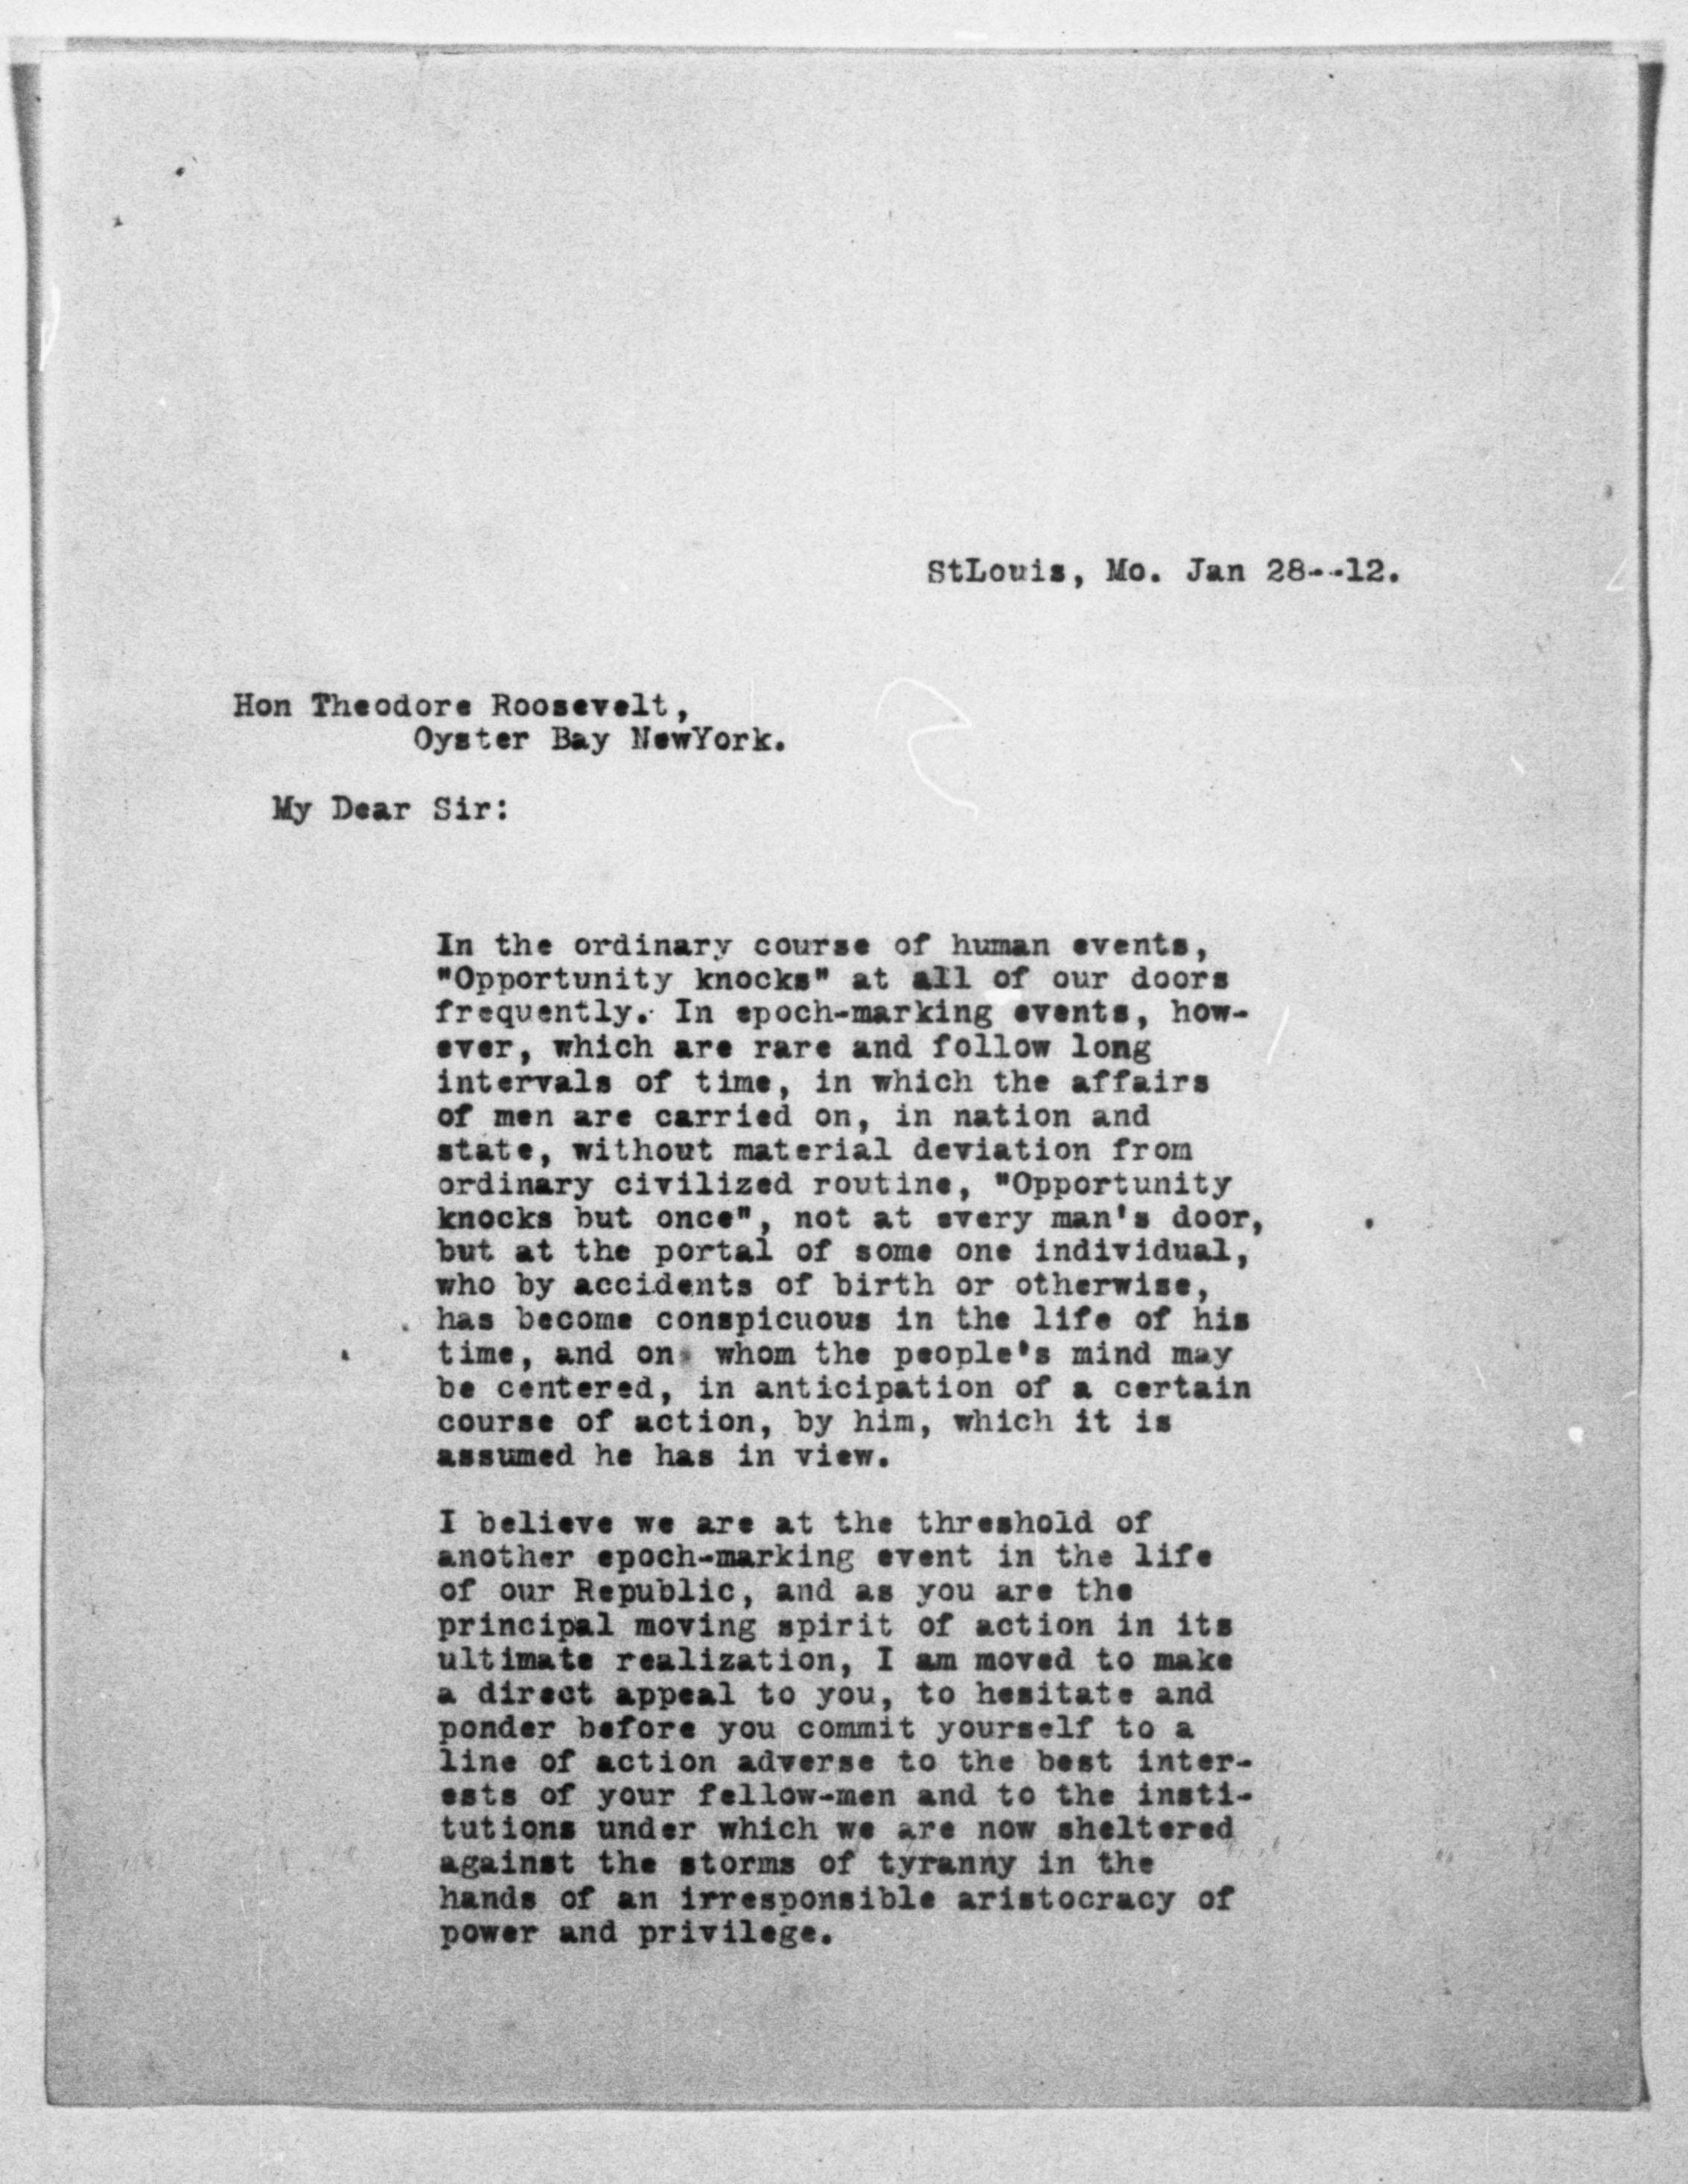 StLouis, Mo. Jan 28--12.
Hon Theodore Roosevelt,
Oyster Bay NewYork.
My Dear Sir:
In the ordinary course of human events,
"Opportunity knocks" at all of our doors
frequently. In epoch-marking events, how-
ever, which are rare and follow long
intervals of time, in which the affairs
of men are carried on, in nation and
state, without material deviation from
ordinary civilized routine, "Opportunity
knocks but once", not at every man's door,
but at the portal of some one individual,
who by accidents of birth or otherwise,
has become conspicuous in the life of his
time, and on whom the people's mind may
be centered, in anticipation of a certain
course of action, by him, which it is
assumed he has in view.
I believe we are at the threshold of
another epoch-marking event in the life
of our Republic, and as you are the
principal moving spirit of action in its
ultimate realization, I am moved to make
a direct appeal to you, to hesitate and
ponder before you commit yourself to a
line of action adverse to the best inter-
ests of your fellow-men and to the insti-
tutions under which we are now sheltered
against the storms of tyranny in the
hands of an irresponsible aristocracy of
power and privilege.